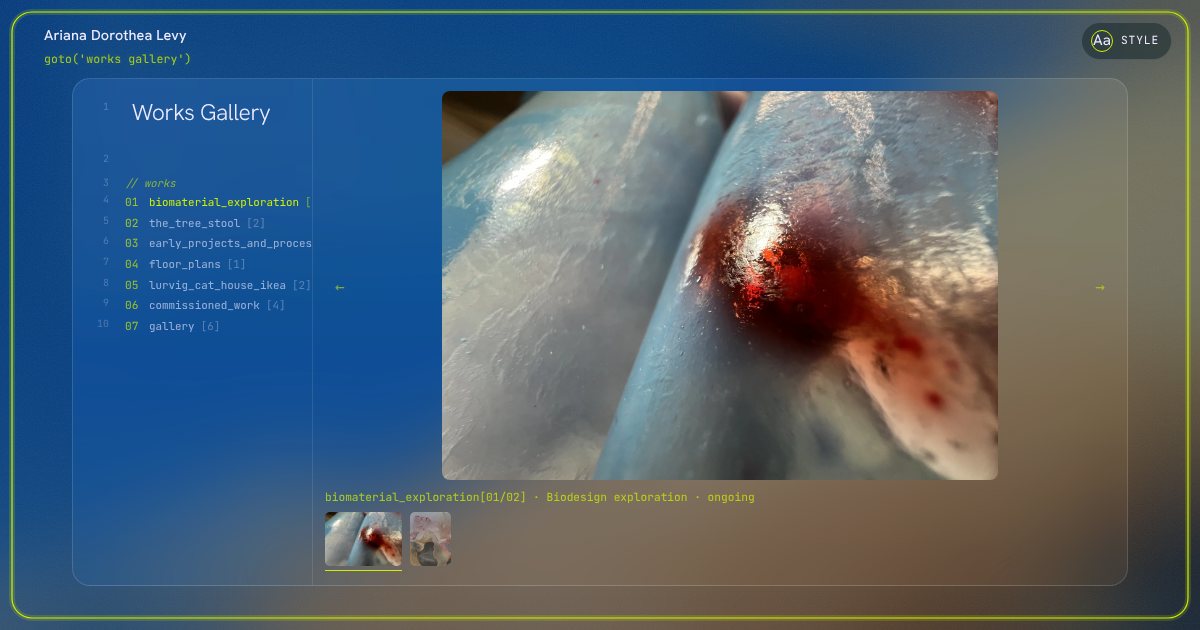 Ariana Dorothea Levy
goto('works gallery')
Aa STYLE
1 Works Gallery
2
3 // works
4 01 biomaterial_exploration [
5 02 the_tree_stool [2]
6 03 early_projects_and_proces
7 04 floor_plans [1]
8 05 lurvig_cat_house_ikea [2]
9 06 commissioned_work [4]
10 07 gallery [6]
← →
biomaterial_exploration[01/02] · Biodesign exploration · ongoing